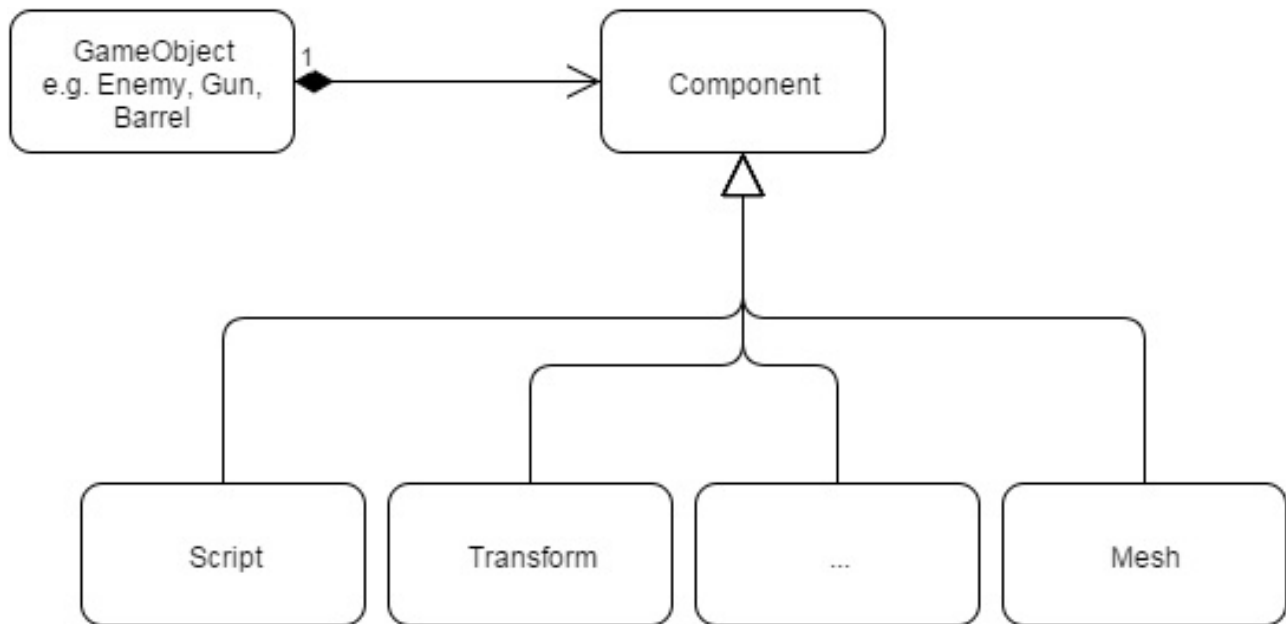 GameObject
e.g. Enemy, Gun,
Barrel
1
Component
Script
Transform
...
Mesh